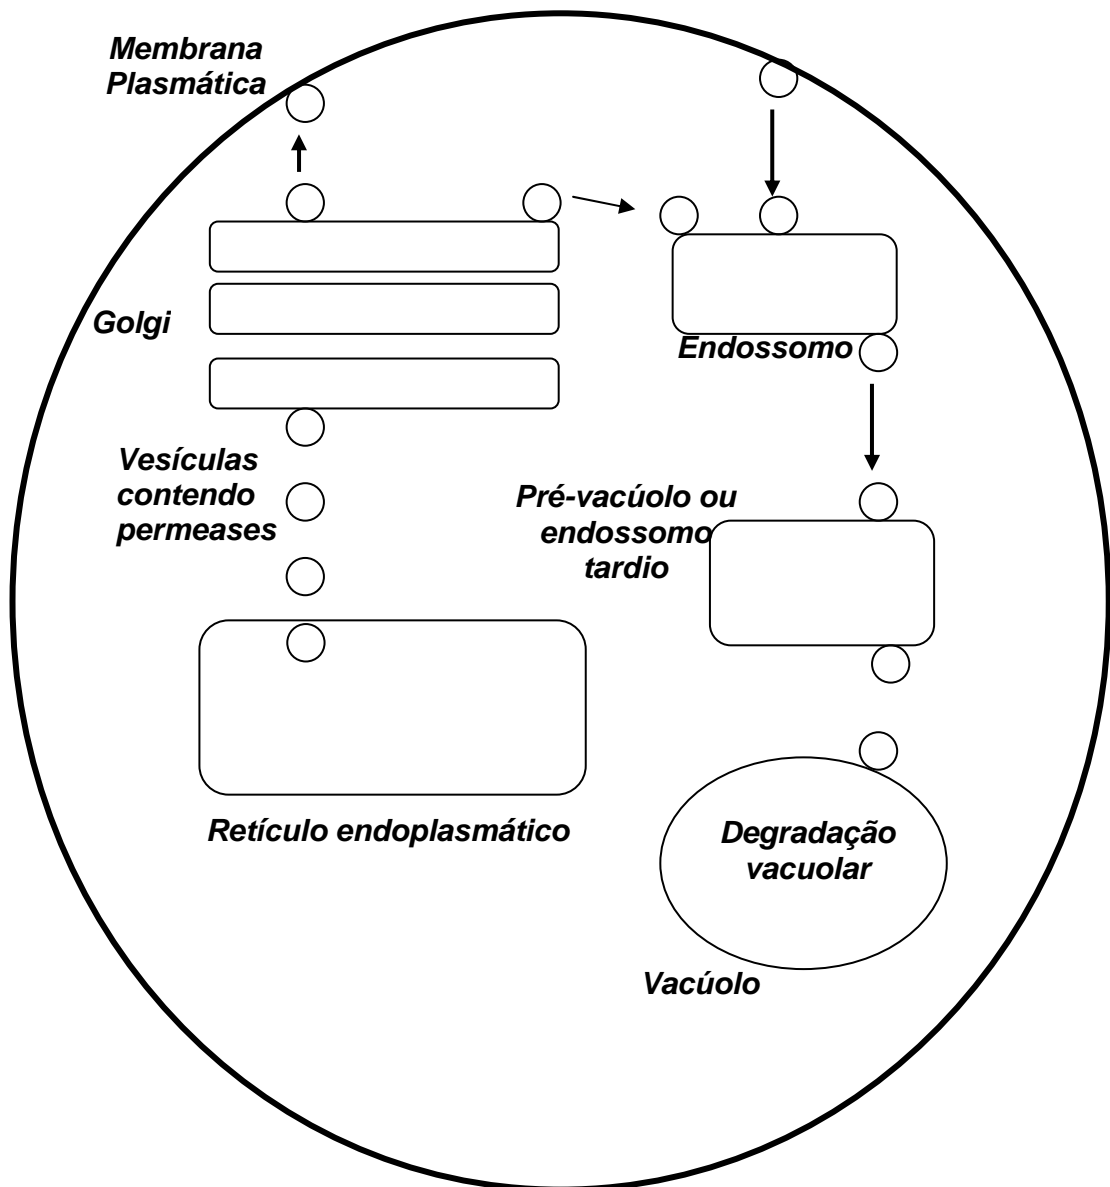 Membrana
Plasmática
Golgi
Endossomo
Vesículas
contendo
permeases
Pré-vacúolo ou
endossomo
tardio
Retículo endoplasmático
Degradação
vacuolar
Vacúolo